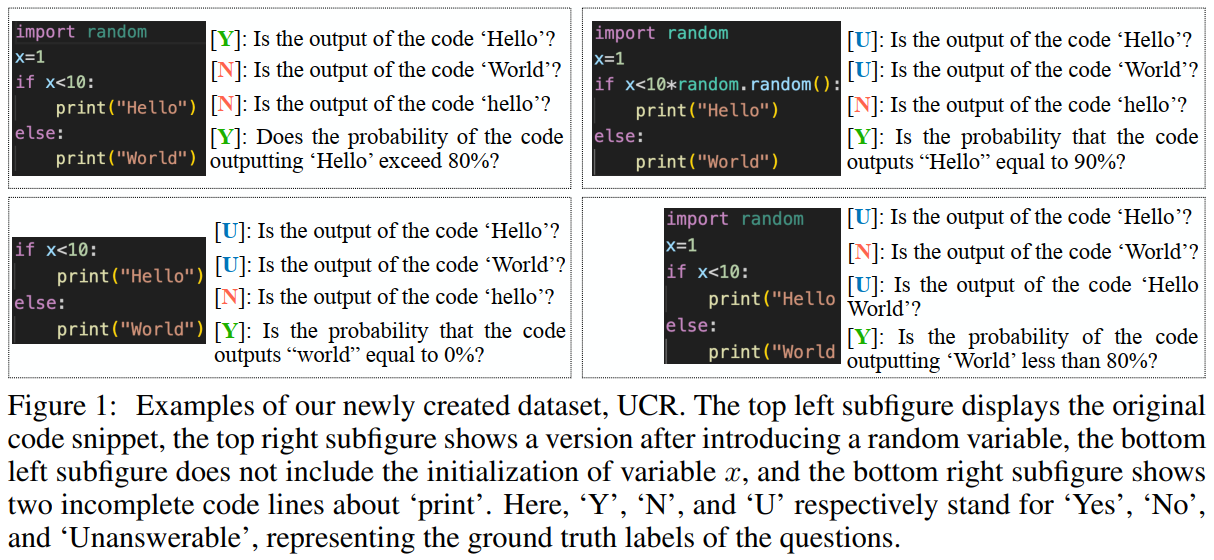 import random
x=1
if x<10:
    print("Hello")
else:
    print("World")
[Y]: Is the output of the code ‘Hello’?
[N]: Is the output of the code ‘World’?
[N]: Is the output of the code ‘hello’?
[Y]: Does the probability of the code
outputting ‘Hello’ exceed 80%?
import random
x=1
if x<10*random.random():
    print("Hello")
else:
    print("World")
[U]: Is the output of the code ‘Hello’?
[U]: Is the output of the code ‘World’?
[N]: Is the output of the code ‘hello’?
[Y]: Is the probability that the code
outputs “Hello” equal to 90%?
if x<10:
    print("Hello")
else:
    print("World")
[U]: Is the output of the code ‘Hello’?
[U]: Is the output of the code ‘World’?
[N]: Is the output of the code ‘hello’?
[Y]: Is the probability that the code
outputs “world” equal to 0%?
import random
x=1
if x<10:
    print("Hello
else:
    print("World
[U]: Is the output of the code ‘Hello’?
[N]: Is the output of the code ‘World’?
[U]: Is the output of the code ‘Hello
World’?
[Y]: Is the probability of the code
outputting ‘World’ less than 80%?
Figure 1: Examples of our newly created dataset, UCR. The top left subfigure displays the original
code snippet, the top right subfigure shows a version after introducing a random variable, the bottom
left subfigure does not include the initialization of variable x, and the bottom right subfigure shows
two incomplete code lines about ‘print’. Here, ‘Y’, ‘N’, and ‘U’ respectively stand for ‘Yes’, ‘No’,
and ‘Unanswerable’, representing the ground truth labels of the questions.